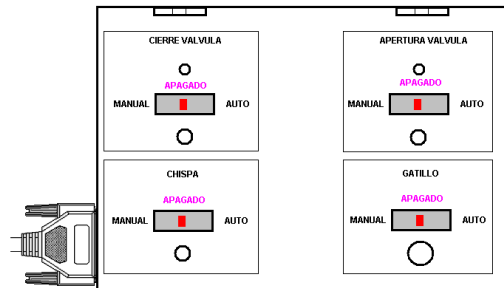 CIERRE VALVULA
APAGADO
MANUAL AUTO
APERTURA VALVULA
APAGADO
MANUAL AUTO
CHISPA
APAGADO
MANUAL AUTO
GATILLO
APAGADO
MANUAL AUTO